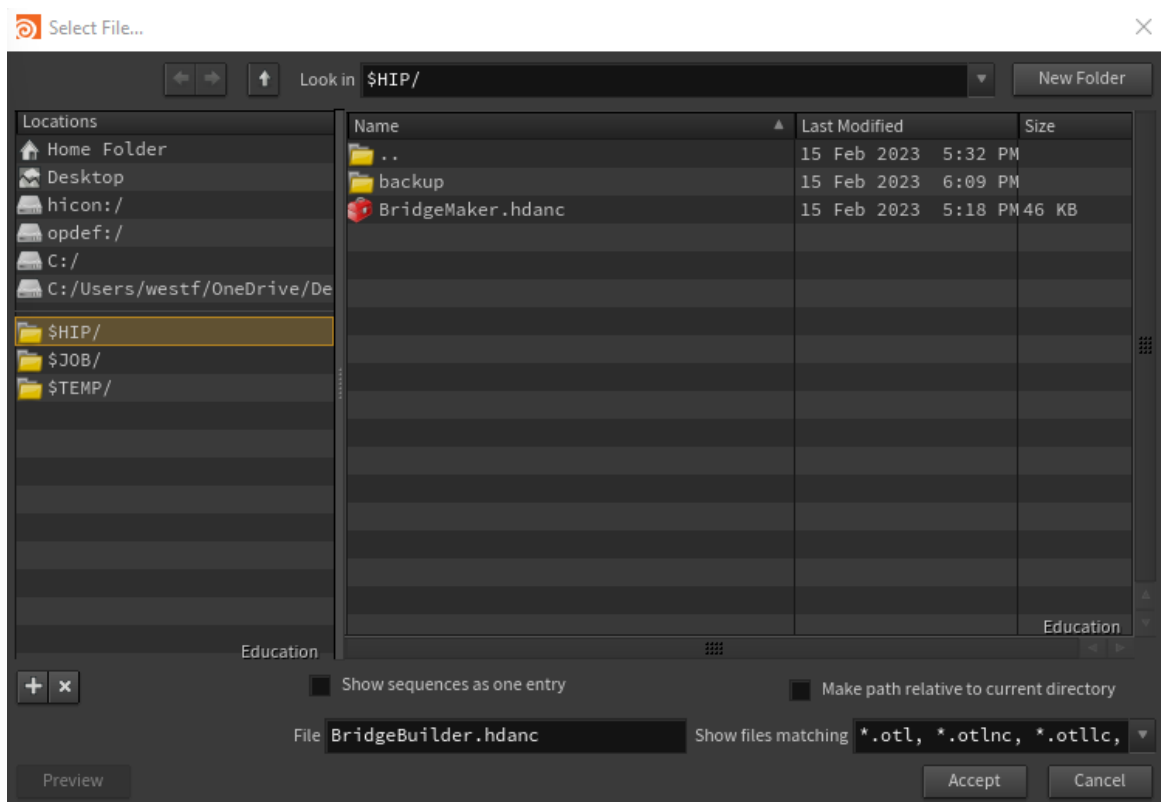 Select File...
Look in $HIP/ New Folder
Locations
Home Folder
Desktop
hicon:/
opdef:/
C:/
C:/Users/westf/OneDrive/De
$HIP/
$JOB/
$TEMP/
Education
Name Last Modified Size
.. 15 Feb 2023 5:32 PM
backup 15 Feb 2023 6:09 PM
BridgeMaker.hdanc 15 Feb 2023 5:18 PM 46 KB
Education
Show sequences as one entry Make path relative to current directory
File BridgeBuilder.hdanc Show files matching *.otl, *.otlnc, *.otllc,
Preview Accept Cancel